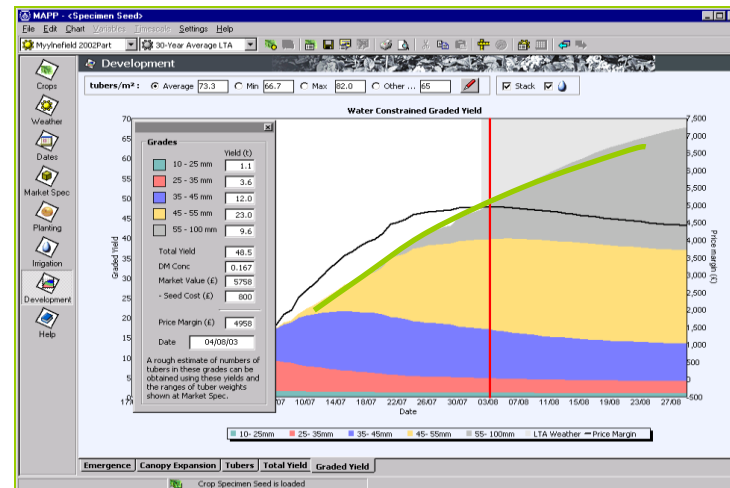 MAPP - <Specimen Seed>
File Edit Chart Variables Timescale Settings Help
Myylnefield 2002Part 30-Year Average LTA
Crops
Weather
Dates
Market Spec
Planting
Irrigation
Development
Help
Development
tubers/m²: Average 73.3 Min 66.7 Max 82.0 Other ... 65 Stack
Water Constrained Graded Yield
Graded Yield
70
65
60
55
50
45
40
35
30
25
20
15
10
5
0
Grades
Yield (t)
10 - 25 mm 1.1
25 - 35 mm 3.6
35 - 45 mm 12.0
45 - 55 mm 23.0
55 - 100 mm 9.6
Total Yield 48.5
DM Conc 0.167
Market Value (£) 5758
- Seed Cost (£) 800
Price Margin (£) 4958
Date 04/08/03
A rough estimate of numbers of
tubers in these grades can be
obtained using these yields and
the ranges of tuber weights
shown at Market Spec.
7,500
7,000
6,500
6,000
5,500
5,000
4,500
4,000
3,500
3,000
2,500
2,000
1,500
1,000
500
0
-500
Price margin (£)
07/07 10/07 14/07 18/07 22/07 26/07 30/07 03/08 07/08 11/08 15/08 19/08 23/08 27/08
Date
10- 25mm 25- 35mm 35- 45mm 45- 55mm 55- 100mm LTA Weather Price Margin
Emergence Canopy Expansion Tubers Total Yield Graded Yield
Crop Specimen Seed is loaded